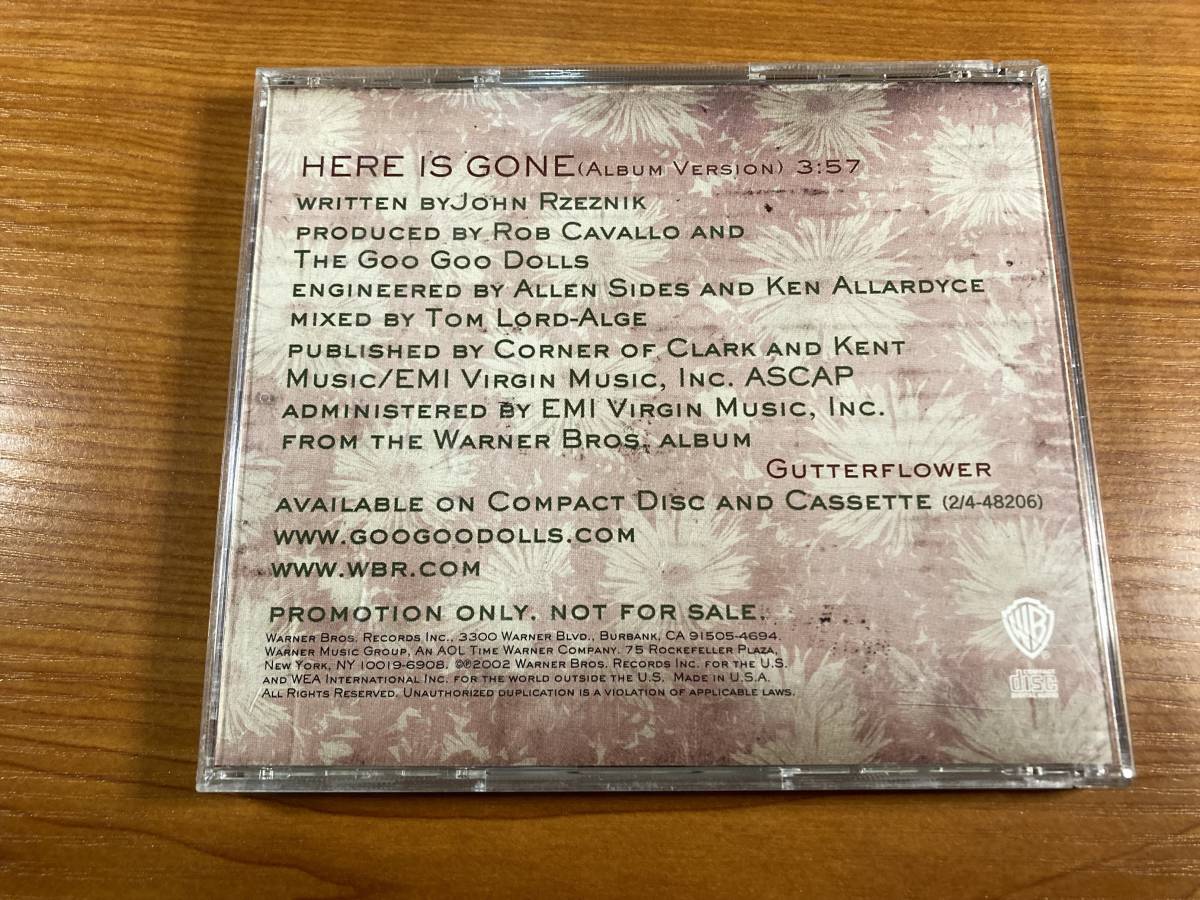 HERE IS GONE (ALBUM VERSION) 3:57
WRITTEN BY JOHN RZEZNIK
PRODUCED BY ROB CAVALLO AND
THE GOO GOO DOLLS
ENGINEERED BY ALLEN SIDES AND KEN ALLARDYCE
MIXED BY TOM LORD-ALGE
PUBLISHED BY CORNER OF CLARK AND KENT
MUSIC/EMI VIRGIN MUSIC, INC. ASCAP
ADMINISTERED BY EMI VIRGIN MUSIC, INC.
FROM THE WARNER BROS. ALBUM
GUTTERFLOWER
AVAILABLE ON COMPACT DISC AND CASSETTE (2/4-48206)
WWW.GOOGOODOLLS.COM
WWW.WBR.COM
PROMOTION ONLY. NOT FOR SALE.
WARNER BROS. RECORDS INC., 3300 WARNER BLVD., BURBANK, CA 91505-4694.
WARNER MUSIC GROUP, AN AOL TIME WARNER COMPANY. 75 ROCKEFELLER PLAZA,
NEW YORK, NY 10019-6908. ©℗2002 WARNER BROS. RECORDS INC. FOR THE U.S.
AND WEA INTERNATIONAL INC. FOR THE WORLD OUTSIDE THE U.S. MADE IN U.S.A.
ALL RIGHTS RESERVED. UNAUTHORIZED DUPLICATION IS A VIOLATION OF APPLICABLE LAWS.
WB
COMPACT
disc
DIGITAL AUDIO